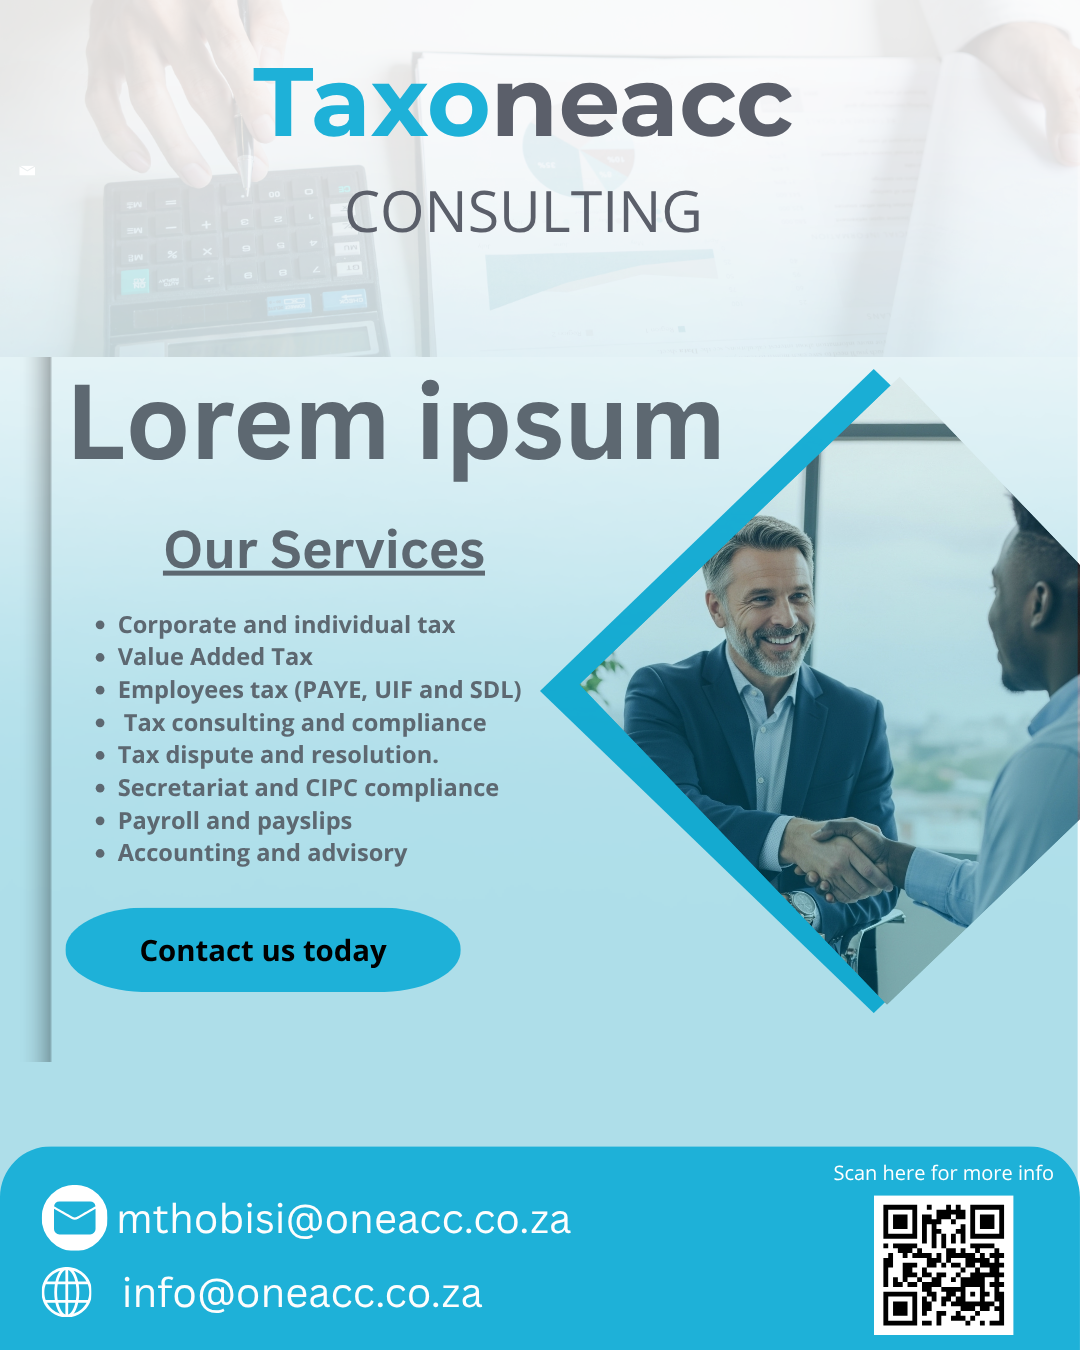 Taxoneacc
CONSULTING
Lorem ipsum
Our Services
Corporate and individual tax
Value Added Tax
Employees tax (PAYE, UIF and SDL)
Tax consulting and compliance
Tax dispute and resolution.
Secretariat and CIPC compliance
Payroll and payslips
Accounting and advisory
Contact us today
Scan here for more info
mthobisi@oneacc.co.za
info@oneacc.co.za